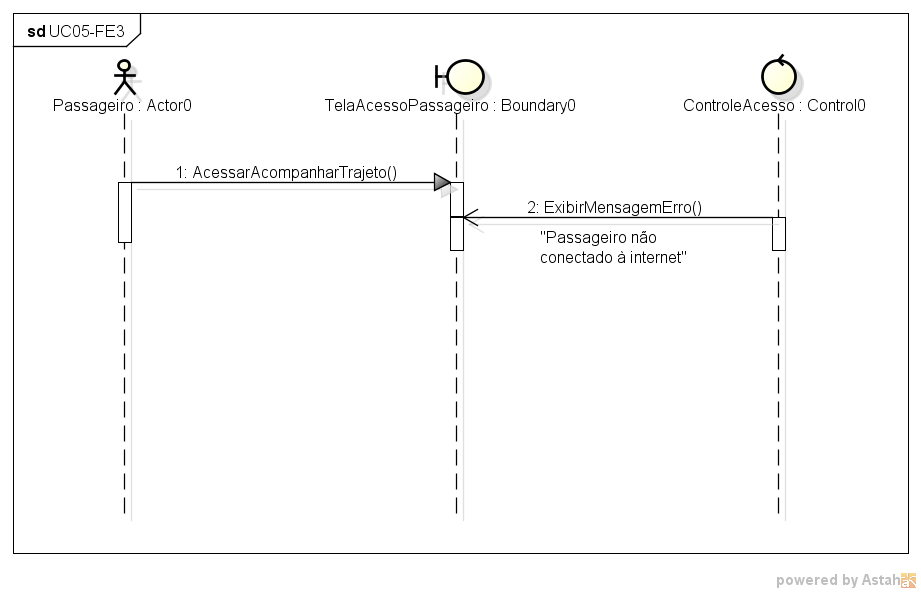 sd UC05-FE3
Passageiro : Actor0
TelaAcessoPassageiro : Boundary0
ControleAcesso : Control0
1: AcessarAcompanharTrajeto()
2: ExibirMensagemErro()
"Passageiro não
conectado à internet"
powered by Astah